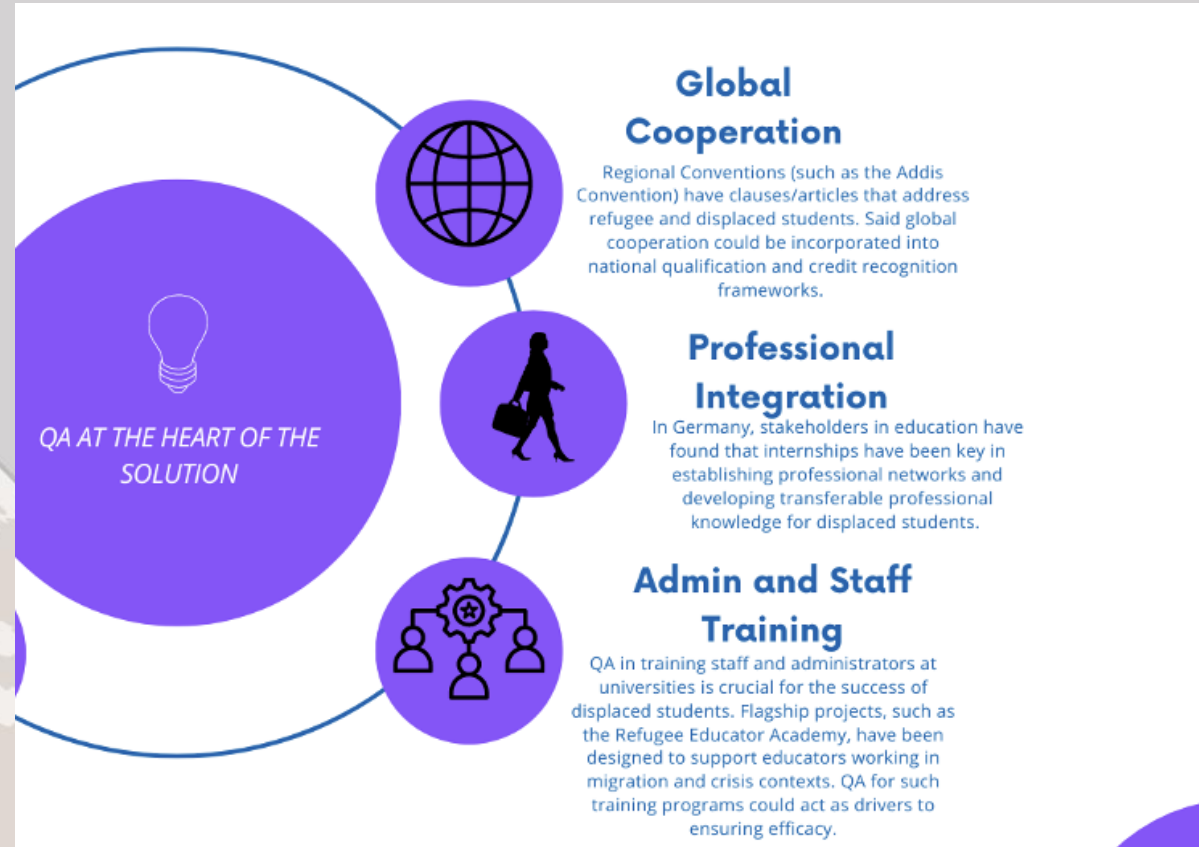 QA AT THE HEART OF THE
SOLUTION
Global
Cooperation
Regional Conventions (such as the Addis
Convention) have clauses/articles that address
refugee and displaced students. Said global
cooperation could be incorporated into
national qualification and credit recognition
frameworks.
Professional
Integration
In Germany, stakeholders in education have
found that internships have been key in
establishing professional networks and
developing transferable professional
knowledge for displaced students.
Admin and Staff
Training
QA in training staff and administrators at
universities is crucial for the success of
displaced students. Flagship projects, such as
the Refugee Educator Academy, have been
designed to support educators working in
migration and crisis contexts. QA for such
training programs could act as drivers to
ensuring efficacy.